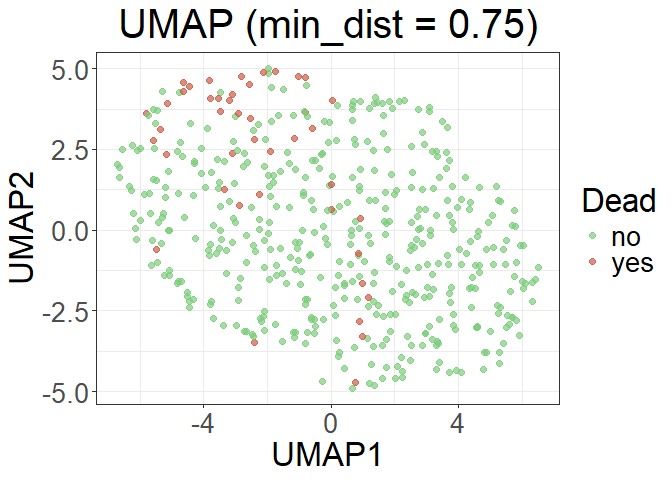 UMAP (min_dist = 0.75)
5.0
2.5
0.0
-2.5
-5.0
UMAP2
-4
0
4
UMAP1
Dead
no
yes